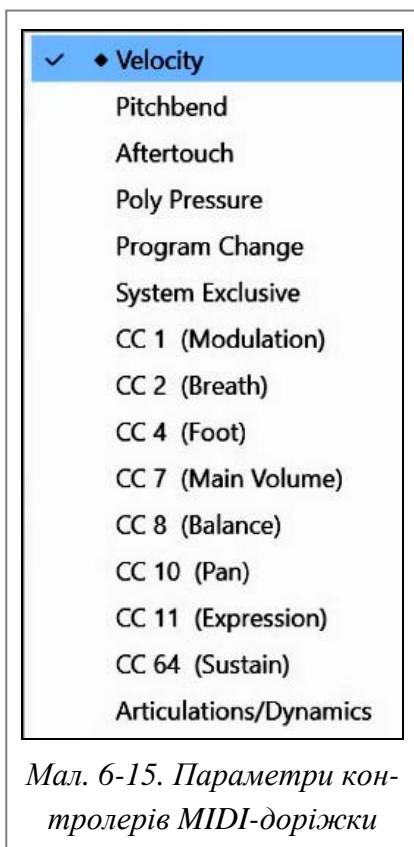 ✓ ◆ Velocity
Pitchbend
Aftertouch
Poly Pressure
Program Change
System Exclusive
CC 1 (Modulation)
CC 2 (Breath)
CC 4 (Foot)
CC 7 (Main Volume)
CC 8 (Balance)
CC 10 (Pan)
CC 11 (Expression)
CC 64 (Sustain)
Articulations/Dynamics
Мал. 6-15. Параметри кон-
тролерів MIDI-доріжки